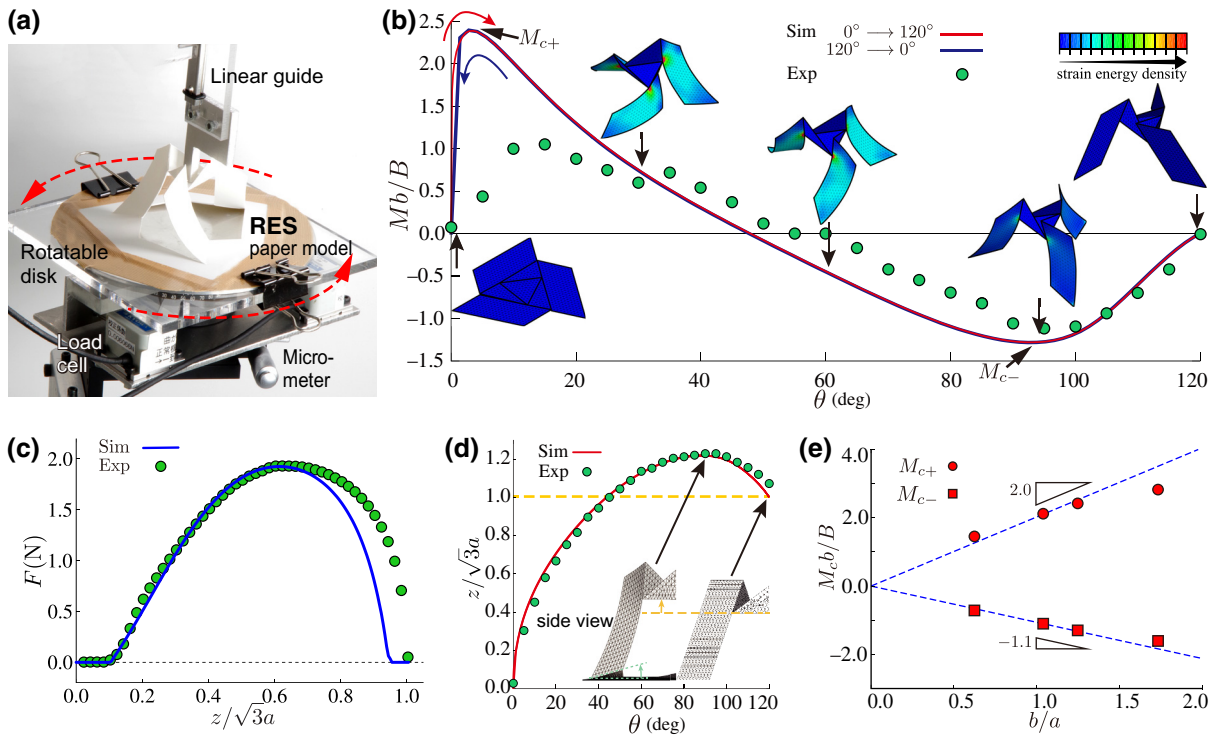 (a)
Linear guide
Rotatable
disk
RES
paper model
Load
cell
Micro-
meter
(b)
Mb/B
2.5
2.0
1.5
1.0
0.5
0.0
−0.5
−1.0
−1.5
M_{c+}
Sim 0° → 120°
120° → 0°
Exp
strain energy density
M_{c−}
0 20 40 60 80 100 120
θ (deg)
(c)
Sim
Exp
F(N)
2.0
1.5
1.0
0.5
0.0
0.0 0.2 0.4 0.6 0.8 1.0
z/√3a
(d)
Sim
Exp
z/√3a
1.2
1.0
0.8
0.6
0.4
0.2
0.0
side view
0 20 40 60 80 100 120
θ (deg)
(e)
M_{c+}
M_{c−}
M_c b/B
4.0
2.0
0.0
−2.0
2.0
−1.1
0.0 0.5 1.0 1.5 2.0
b/a